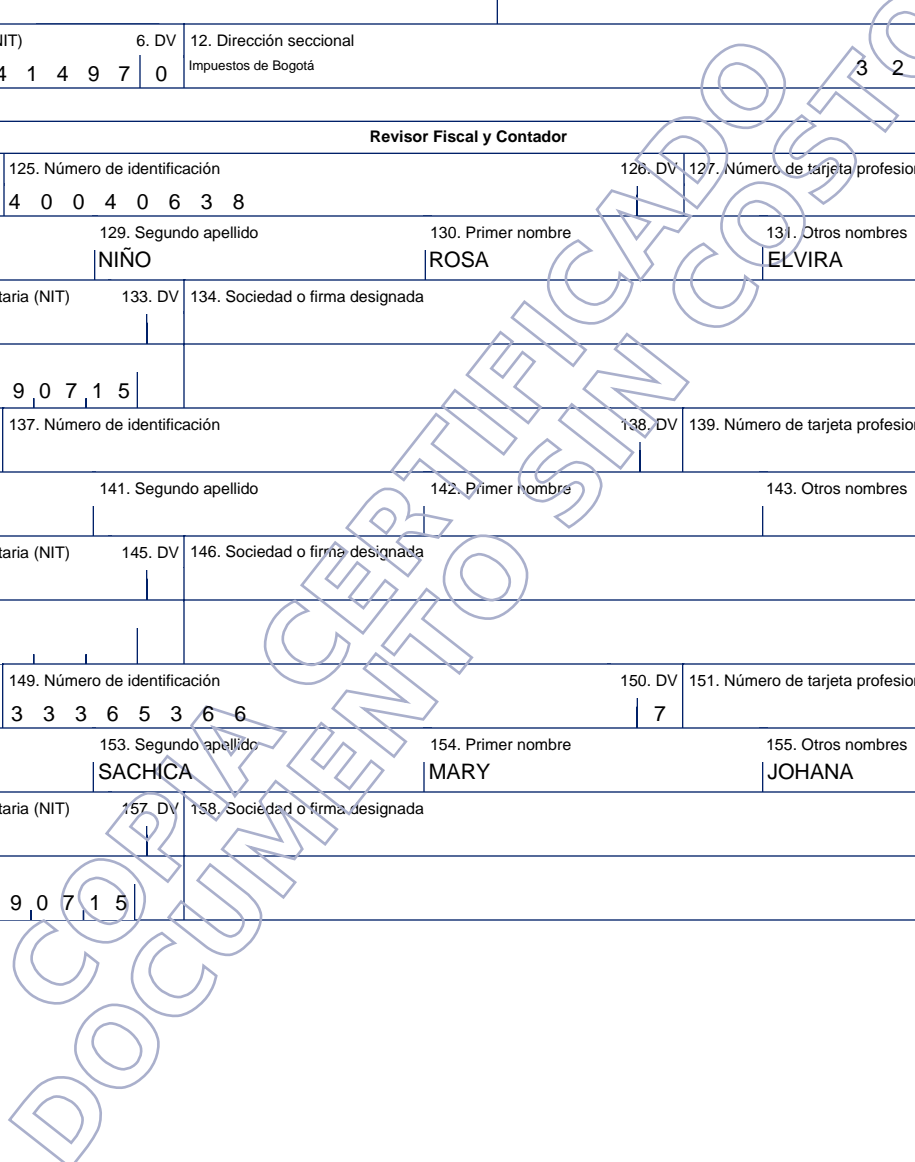 NIT) 6. DV 12. Dirección seccional
4 1 4 9 7 0 Impuestos de Bogotá 3 2
Revisor Fiscal y Contador
125. Número de identificación 126. DV 127. Número de tarjeta profesion
4 0 0 4 0 6 3 8
129. Segundo apellido 130. Primer nombre 131. Otros nombres
NIÑO ROSA ELVIRA
taria (NIT) 133. DV 134. Sociedad o firma designada
9 0 7 1 5
137. Número de identificación 138. DV 139. Número de tarjeta profesion
141. Segundo apellido 142. Primer nombre 143. Otros nombres
taria (NIT) 145. DV 146. Sociedad o firma designada
149. Número de identificación 150. DV 151. Número de tarjeta profesion
3 3 3 6 5 3 6 6 7
153. Segundo apellido 154. Primer nombre 155. Otros nombres
SACHICA MARY JOHANA
taria (NIT) 157. DV 158. Sociedad o firma designada
9 0 7 1 5
COPIA CERTIFICADO
DOCUMENTO SIN COSTO